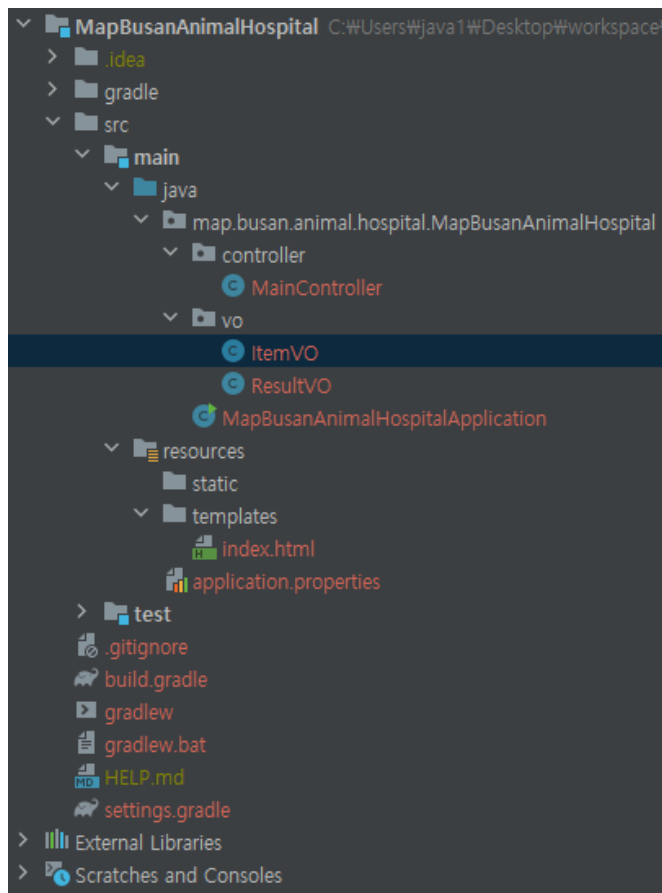 MapBusanAnimalHospital C:₩Users₩java1₩Desktop₩workspace₩
.idea
gradle
src
main
java
map.busan.animal.hospital.MapBusanAnimalHospital
controller
C MainController
vo
C ItemVO
C ResultVO
C MapBusanAnimalHospitalApplication
resources
static
templates
H index.html
application.properties
test
.gitignore
build.gradle
gradlew
gradlew.bat
MD HELP.md
settings.gradle
External Libraries
Scratches and Consoles